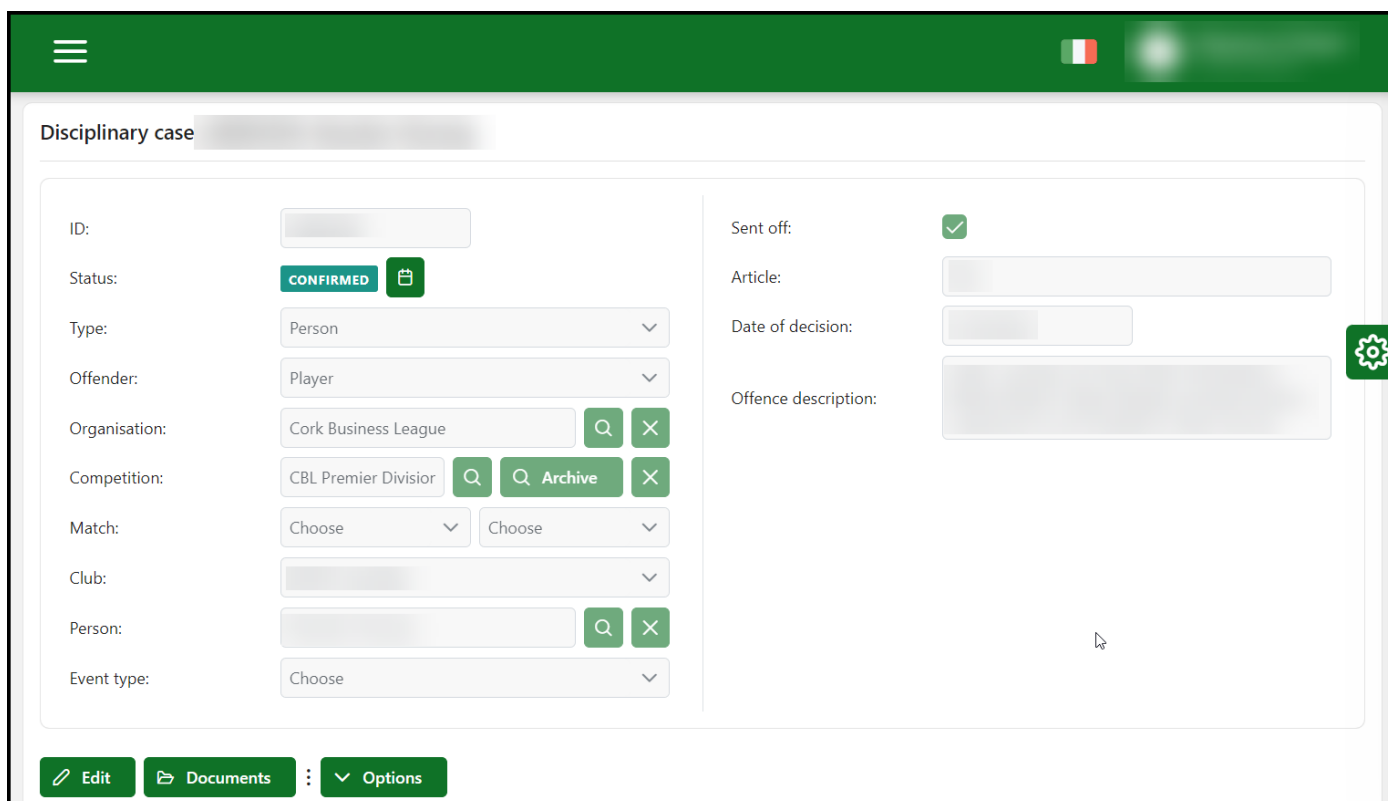 Disciplinary case
ID:
Status: CONFIRMED
Type: Person
Offender: Player
Organisation: Cork Business League
Competition: CBL Premier Division Archive
Match: Choose Choose
Club:
Person:
Event type: Choose
Sent off:
Article:
Date of decision:
Offence description:
Edit Documents Options